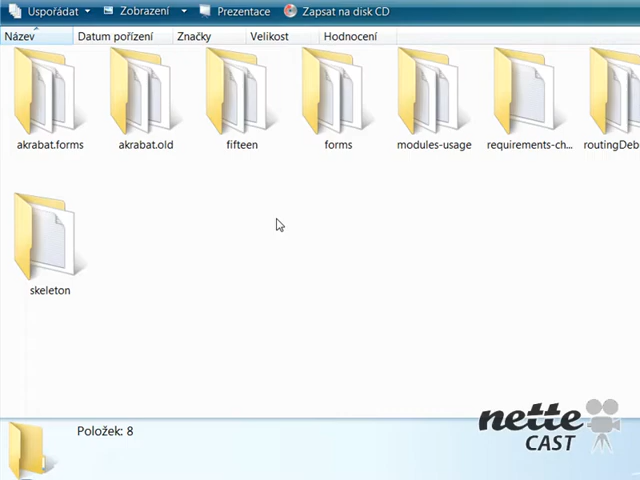 Uspořádat Zobrazení Prezentace Zapsat na disk CD
Název Datum pořízení Značky Velikost Hodnocení
akrabat.forms akrabat.old fifteen forms modules-usage requirements-ch... routingDeb
skeleton
Položek: 8
nette
CAST